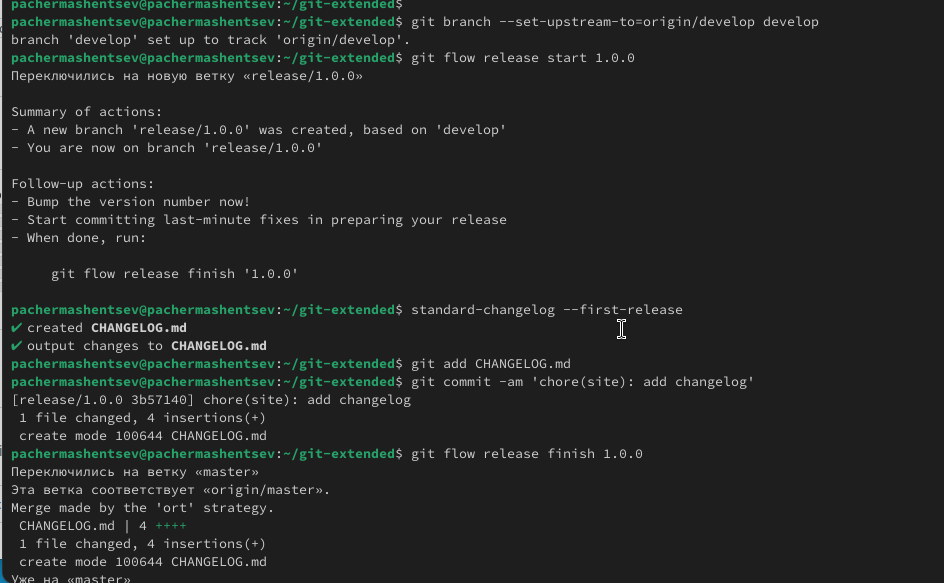 pachermashentsev@pachermashentsev:~/git-extended$
pachermashentsev@pachermashentsev:~/git-extended$ git branch --set-upstream-to=origin/develop develop
branch 'develop' set up to track 'origin/develop'.
pachermashentsev@pachermashentsev:~/git-extended$ git flow release start 1.0.0
Переключились на новую ветку «release/1.0.0»
Summary of actions:
- A new branch 'release/1.0.0' was created, based on 'develop'
- You are now on branch 'release/1.0.0'
Follow-up actions:
- Bump the version number now!
- Start committing last-minute fixes in preparing your release
- When done, run:
git flow release finish '1.0.0'
pachermashentsev@pachermashentsev:~/git-extended$ standard-changelog --first-release
✔ created CHANGELOG.md
✔ output changes to CHANGELOG.md
pachermashentsev@pachermashentsev:~/git-extended$ git add CHANGELOG.md
pachermashentsev@pachermashentsev:~/git-extended$ git commit -am 'chore(site): add changelog'
[release/1.0.0 3b57140] chore(site): add changelog
1 file changed, 4 insertions(+)
create mode 100644 CHANGELOG.md
pachermashentsev@pachermashentsev:~/git-extended$ git flow release finish 1.0.0
Переключились на ветку «master»
Эта ветка соответствует «origin/master».
Merge made by the 'ort' strategy.
CHANGELOG.md | 4 ++++
1 file changed, 4 insertions(+)
create mode 100644 CHANGELOG.md
Уже на «master»